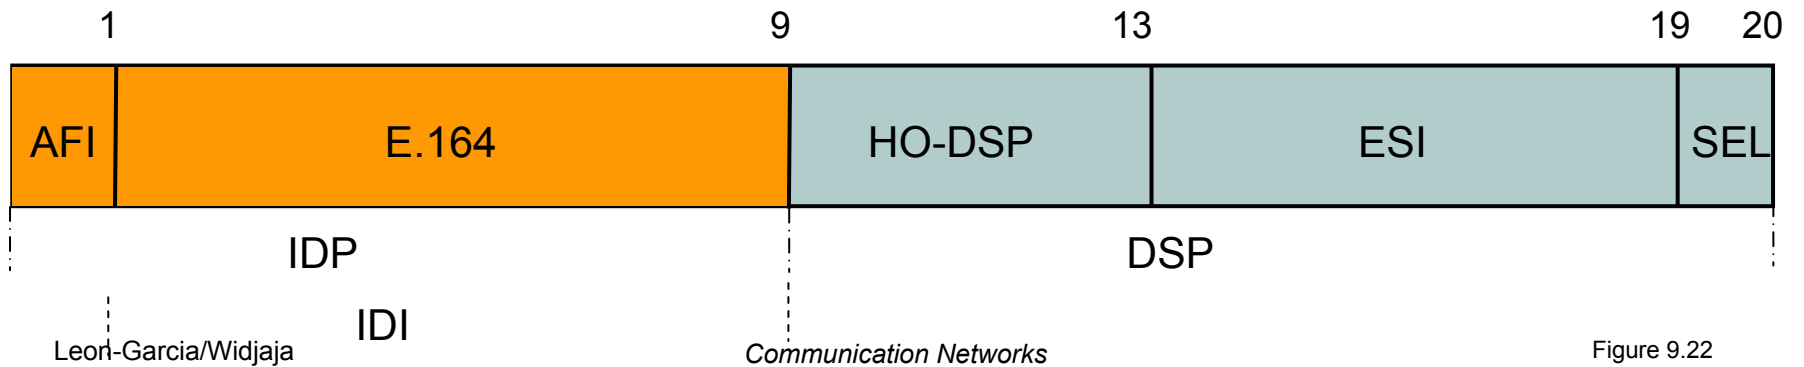 1 9 13 19 20
AFI E.164 HO-DSP ESI SEL
IDP DSP
IDI
Leon-Garcia/Widjaja Communication Networks Figure 9.22